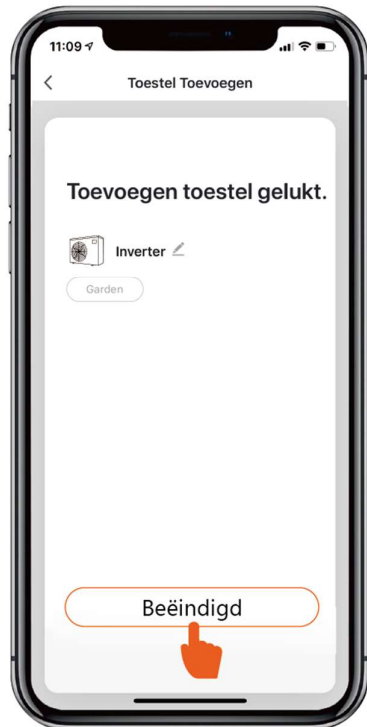 11:09
Toestel Toevoegen
Toevoegen toestel gelukt.
Inverter
Garden
Beëindigd